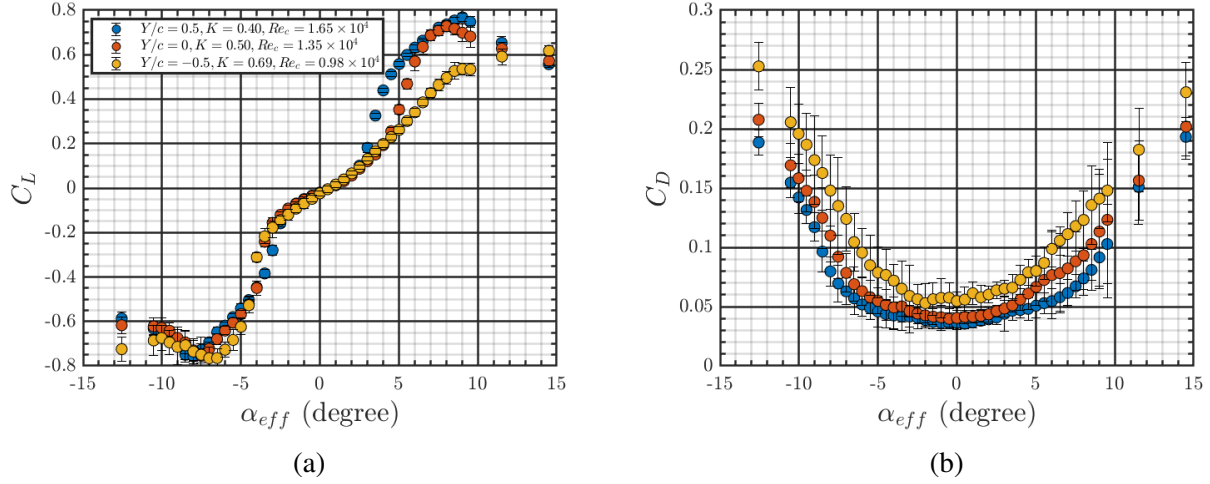 0.8
0.6
0.4
0.2
0
-0.2
-0.4
-0.6
-0.8
C_L
Y/c = 0.5, K = 0.40, Re_c = 1.65 × 10^4
Y/c = 0, K = 0.50, Re_c = 1.35 × 10^4
Y/c = −0.5, K = 0.69, Re_c = 0.98 × 10^4
-15 -10 -5 0 5 10 15
α_eff (degree)
(a)
0.3
0.25
0.2
0.15
0.1
0.05
0
C_D
-15 -10 -5 0 5 10 15
α_eff (degree)
(b)